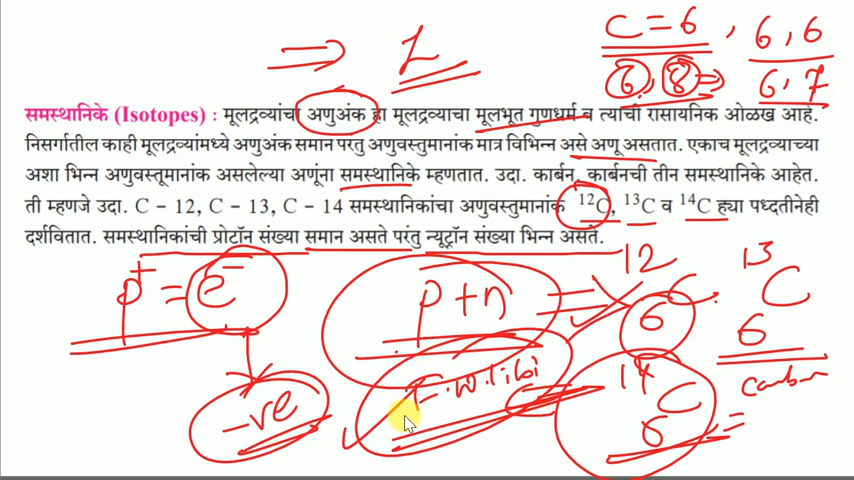 ⇒ Z
C = 6, 6, 6
6, 8 ⇒ 6, 7
समस्थानिके (Isotopes) : मूलद्रव्यांचा अणुअंक हा मूलद्रव्याचा मूलभूत गुणधर्म व त्याची रासायनिक ओळख आहे.
निसर्गातील काही मूलद्रव्यांमध्ये अणुअंक समान परंतु अणुवस्तुमानांक मात्र विभिन्न असे अणू असतात. एकाच मूलद्रव्याच्या
अशा भिन्न अणुवस्तूमानांक असलेल्या अणूंना समस्थानिके म्हणतात. उदा. कार्बन. कार्बनची तीन समस्थानिके आहेत.
ती म्हणजे उदा. C - 12, C - 13, C - 14 समस्थानिकांचा अणुवस्तुमानांक ¹²C, ¹³C व ¹⁴C ह्या पध्दतीनेही
दर्शवितात. समस्थानिकांची प्रोटॉन संख्या समान असते परंतु न्यूट्रॉन संख्या भिन्न असते.
p⁺ = e⁻
p + n =
12 C
6
13 C
6
Carbon
-ve
14 C =
6